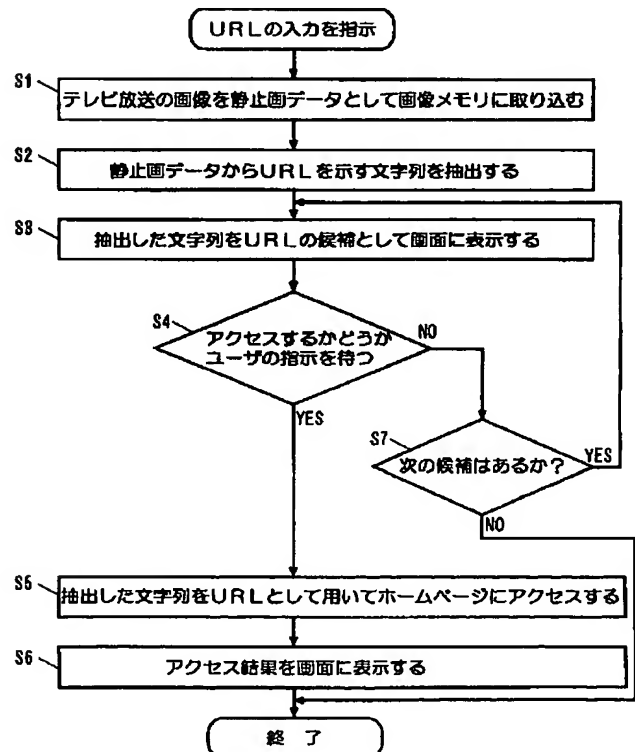 URLの入力を指示
S1
テレビ放送の画像を静止画データとして画像メモリに取り込む
S2
静止画データからURLを示す文字列を抽出する
S8
抽出した文字列をURLの候補として画面に表示する
S4
アクセスするかどうか
ユーザの指示を待つ
NO
YES
S7
次の候補はあるか?
YES
NO
S5
抽出した文字列をURLとして用いてホームページにアクセスする
S6
アクセス結果を画面に表示する
終 了